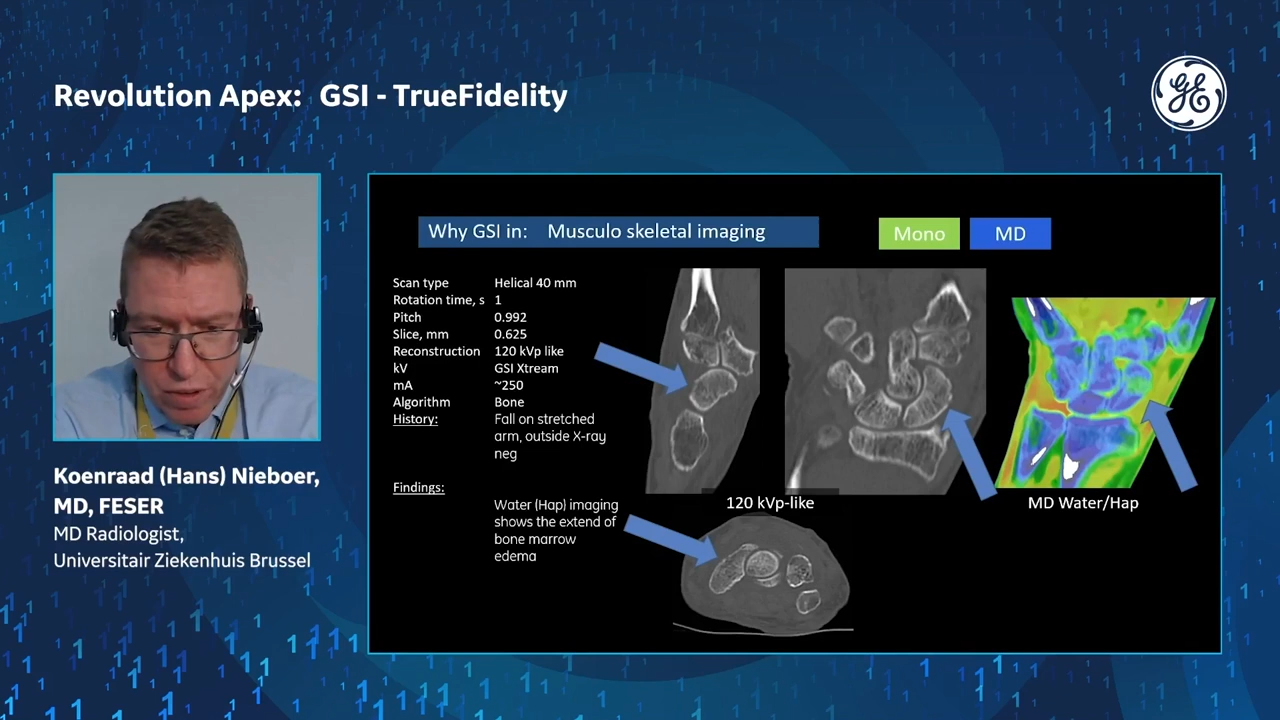 Revolution Apex: GSI - TrueFidelity
GE
Koenraad (Hans) Nieboer,
MD, FESER
MD Radiologist,
Universitair Ziekenhuis Brussel
Why GSI in: Musculo skeletal imaging
Mono
MD
Scan type Helical 40 mm
Rotation time, s 1
Pitch 0.992
Slice, mm 0.625
Reconstruction 120 kVp like
kV GSI Xtream
mA ~250
Algorithm Bone
History: Fall on stretched
arm, outside X-ray
neg
Findings:
Water (Hap) imaging
shows the extend of
bone marrow
edema
120 kVp-like
MD Water/Hap